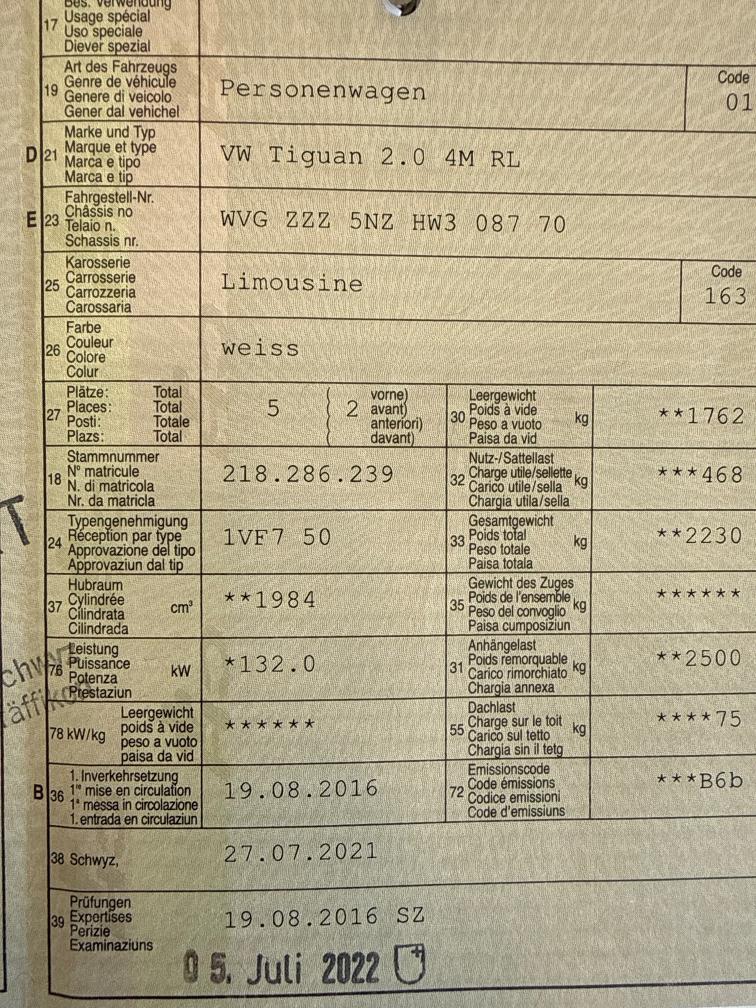 Bes. Verwendung
17 Usage spécial
Uso speciale
Diever spezial
19 Art des Fahrzeugs
Genre de véhicule
Genere di veicolo
Gener dal vehichel
Personenwagen
Code
01
D 21 Marke und Typ
Marque et type
Marca e tipo
Marca e tip
VW Tiguan 2.0 4M RL
E 23 Fahrgestell-Nr.
Châssis no
Telaio n.
Schassis nr.
WVG ZZZ 5NZ HW3 087 70
25 Karosserie
Carrosserie
Carrozzeria
Carossaria
Limousine
Code
163
26 Farbe
Couleur
Colore
Colur
weiss
27 Plätze: Total
Places: Total
Posti: Totale
Plazs: Total
5 ( 2 vorne)
avant)
anteriori)
davant)
30 Leergewicht
Poids à vide
Peso a vuoto
Paisa da vid
kg
**1762
18 Stammnummer
N° matricule
N. di matricola
Nr. da matricla
218.286.239
32 Nutz-/Sattellast
Charge utile/sellette
Carico utile/sella
Chargia utila/sella
kg
***468
24 Typengenehmigung
Réception par type
Approvazione del tipo
Approvaziun dal tip
1VF7 50
33 Gesamtgewicht
Poids total
Peso totale
Paisa totala
kg
**2230
37 Hubraum
Cylindrée
Cilindrata
Cilindrada
cm³
**1984
35 Gewicht des Zuges
Poids de l'ensemble
Peso del convoglio
Paisa cumposiziun
kg
******
76 Leistung
Puissance
Potenza
Prestaziun
kW
*132.0
31 Anhängelast
Poids remorquable
Carico rimorchiato
Chargia annexa
kg
**2500
78 kW/kg
Leergewicht
poids à vide
peso a vuoto
paisa da vid
******
55 Dachlast
Charge sur le toit
Carico sul tetto
Chargia sin il tetg
kg
****75
B 36 1. Inverkehrsetzung
1re mise en circulation
1a messa in circolazione
1. entrada en circulaziun
19.08.2016
72 Emissionscode
Code émissions
Codice emissioni
Code d'emissiuns
***B6b
38 Schwyz,
27.07.2021
39 Prüfungen
Expertises
Perizie
Examinaziuns
19.08.2016 SZ
0 5. Juli 2022